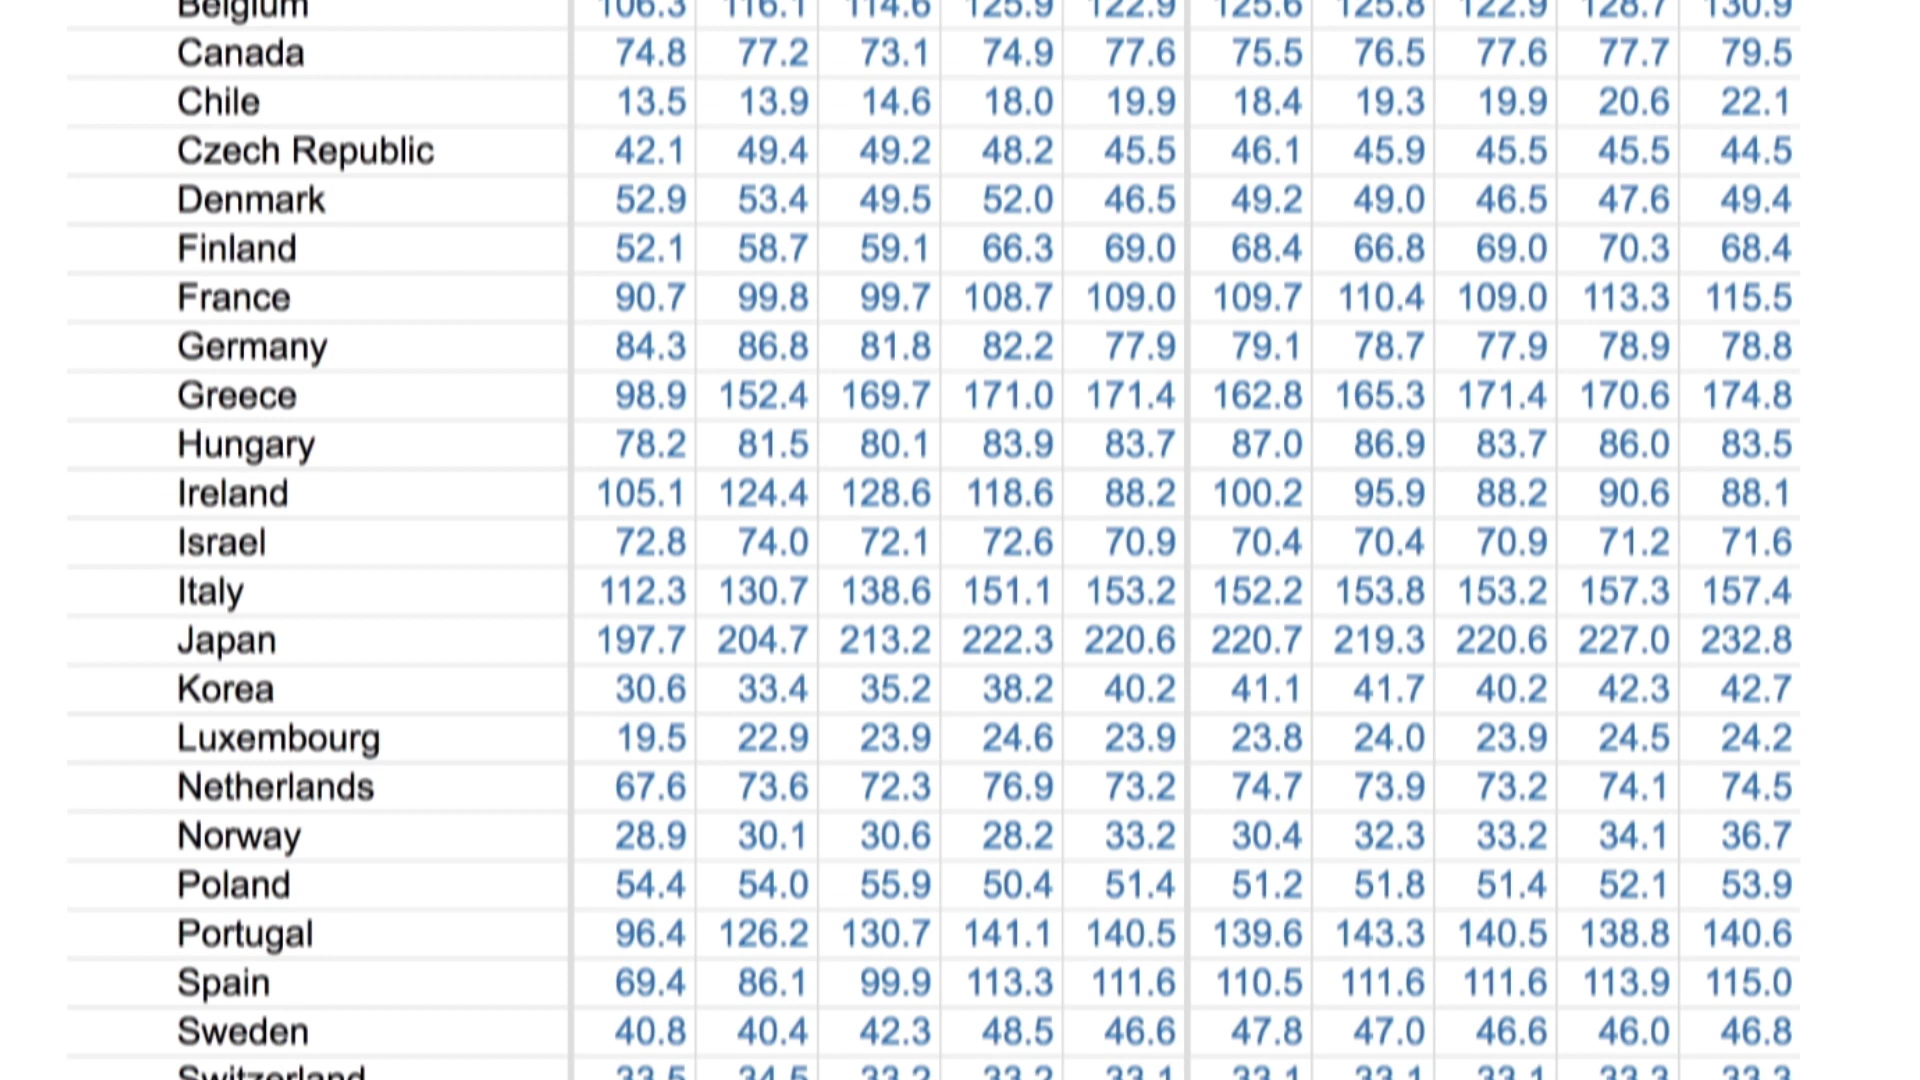 Belgium 106.3 116.1 114.6 125.9 122.9 125.6 125.8 122.9 128.7 130.9
Canada 74.8 77.2 73.1 74.9 77.6 75.5 76.5 77.6 77.7 79.5
Chile 13.5 13.9 14.6 18.0 19.9 18.4 19.3 19.9 20.6 22.1
Czech Republic 42.1 49.4 49.2 48.2 45.5 46.1 45.9 45.5 45.5 44.5
Denmark 52.9 53.4 49.5 52.0 46.5 49.2 49.0 46.5 47.6 49.4
Finland 52.1 58.7 59.1 66.3 69.0 68.4 66.8 69.0 70.3 68.4
France 90.7 99.8 99.7 108.7 109.0 109.7 110.4 109.0 113.3 115.5
Germany 84.3 86.8 81.8 82.2 77.9 79.1 78.7 77.9 78.9 78.8
Greece 98.9 152.4 169.7 171.0 171.4 162.8 165.3 171.4 170.6 174.8
Hungary 78.2 81.5 80.1 83.9 83.7 87.0 86.9 83.7 86.0 83.5
Ireland 105.1 124.4 128.6 118.6 88.2 100.2 95.9 88.2 90.6 88.1
Israel 72.8 74.0 72.1 72.6 70.9 70.4 70.4 70.9 71.2 71.6
Italy 112.3 130.7 138.6 151.1 153.2 152.2 153.8 153.2 157.3 157.4
Japan 197.7 204.7 213.2 222.3 220.6 220.7 219.3 220.6 227.0 232.8
Korea 30.6 33.4 35.2 38.2 40.2 41.1 41.7 40.2 42.3 42.7
Luxembourg 19.5 22.9 23.9 24.6 23.9 23.8 24.0 23.9 24.5 24.2
Netherlands 67.6 73.6 72.3 76.9 73.2 74.7 73.9 73.2 74.1 74.5
Norway 28.9 30.1 30.6 28.2 33.2 30.4 32.3 33.2 34.1 36.7
Poland 54.4 54.0 55.9 50.4 51.4 51.2 51.8 51.4 52.1 53.9
Portugal 96.4 126.2 130.7 141.1 140.5 139.6 143.3 140.5 138.8 140.6
Spain 69.4 86.1 99.9 113.3 111.6 110.5 111.6 111.6 113.9 115.0
Sweden 40.8 40.4 42.3 48.5 46.6 47.8 47.0 46.6 46.0 46.8
Switzerland